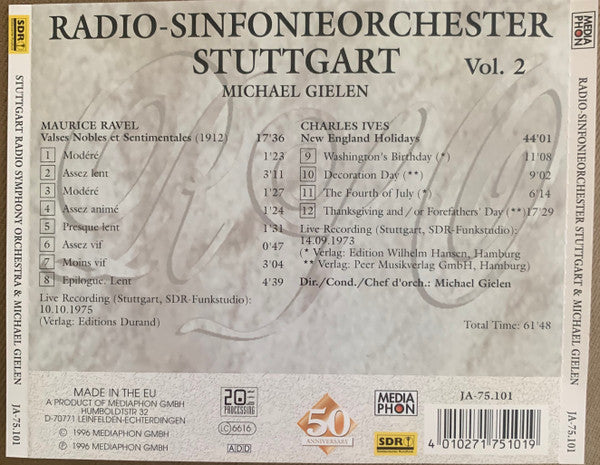 RADIO-SINFONIEORCHESTER
STUTTGART Vol. 2
MICHAEL GIELEN
MAURICE RAVEL
Valses Nobles et Sentimentales (1912) 17'36
1 Modéré 1'23
2 Assez lent 3'11
3 Modéré 1'27
4 Assez animé 1'24
5 Presque lent 1'31
6 Assez vif 0'47
7 Moins vif 3'04
8 Epilogue. Lent 4'39
Live Recording (Stuttgart, SDR-Funkstudio):
10.10.1975
(Verlag: Editions Durand)
CHARLES IVES
New England Holidays 44'01
9 Washington's Birthday (*) 11'08
10 Decoration Day (**) 9'02
11 The Fourth of July (*) 6'14
12 Thanksgiving and/or Forefathers' Day (**) 17'29
Live Recording (Stuttgart, SDR-Funkstudio):
14.09.1973
(* Verlag: Edition Wilhelm Hansen, Hamburg
** Verlag: Peer Musikverlag GmbH, Hamburg)
Dir./Cond./Chef d'orch.: Michael Gielen
Total Time: 61'48
MADE IN THE EU
A PRODUCT OF MEDIAPHON GMBH
HUMBOLDTSTR 32
D-70771 LEINFELDEN-ECHTERDINGEN
℗ 1996 MEDIAPHON GMBH
© 1996 MEDIAPHON GMBH
20 BIT
PROCESSING
LC 6616
ADD
50
ANNIVERSARY
MEDIA
PHON
SDR
JA-75.101
4 010271 751019
SDR
STUTTGART RADIO SYMPHONY ORCHESTRA & MICHAEL GIELEN
JA-75.101
MEDIA
PHON
RADIO-SINFONIEORCHESTER STUTTGART & MICHAEL GIELEN
JA-75.101